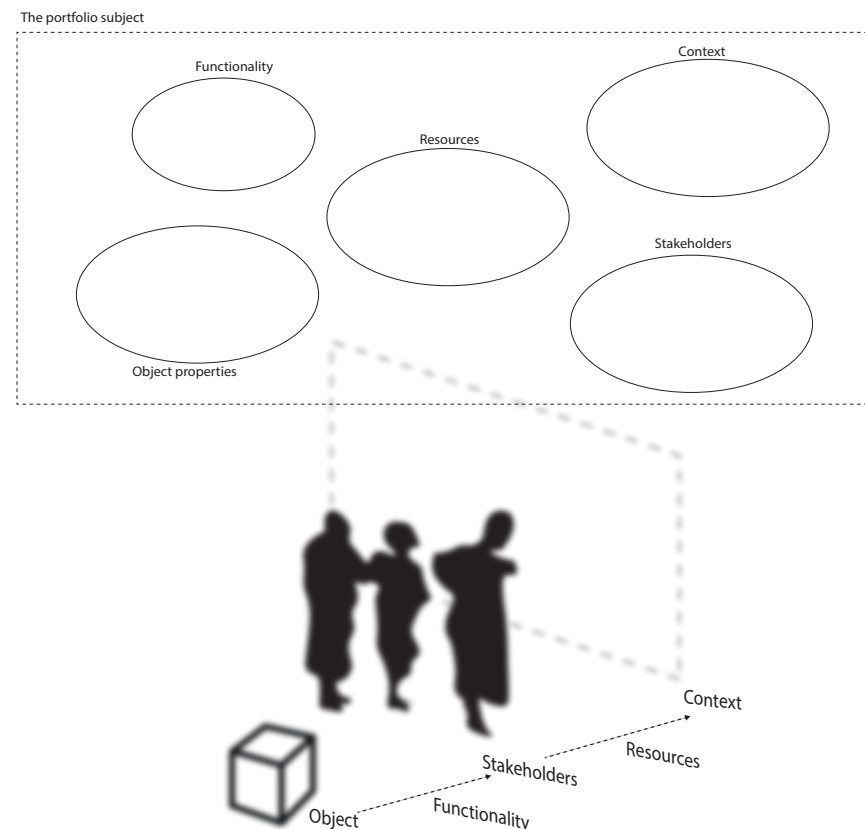 The portfolio subject
Functionality
Context
Resources
Stakeholders
Object properties
Context
Resources
Stakeholders
Functionality
Object